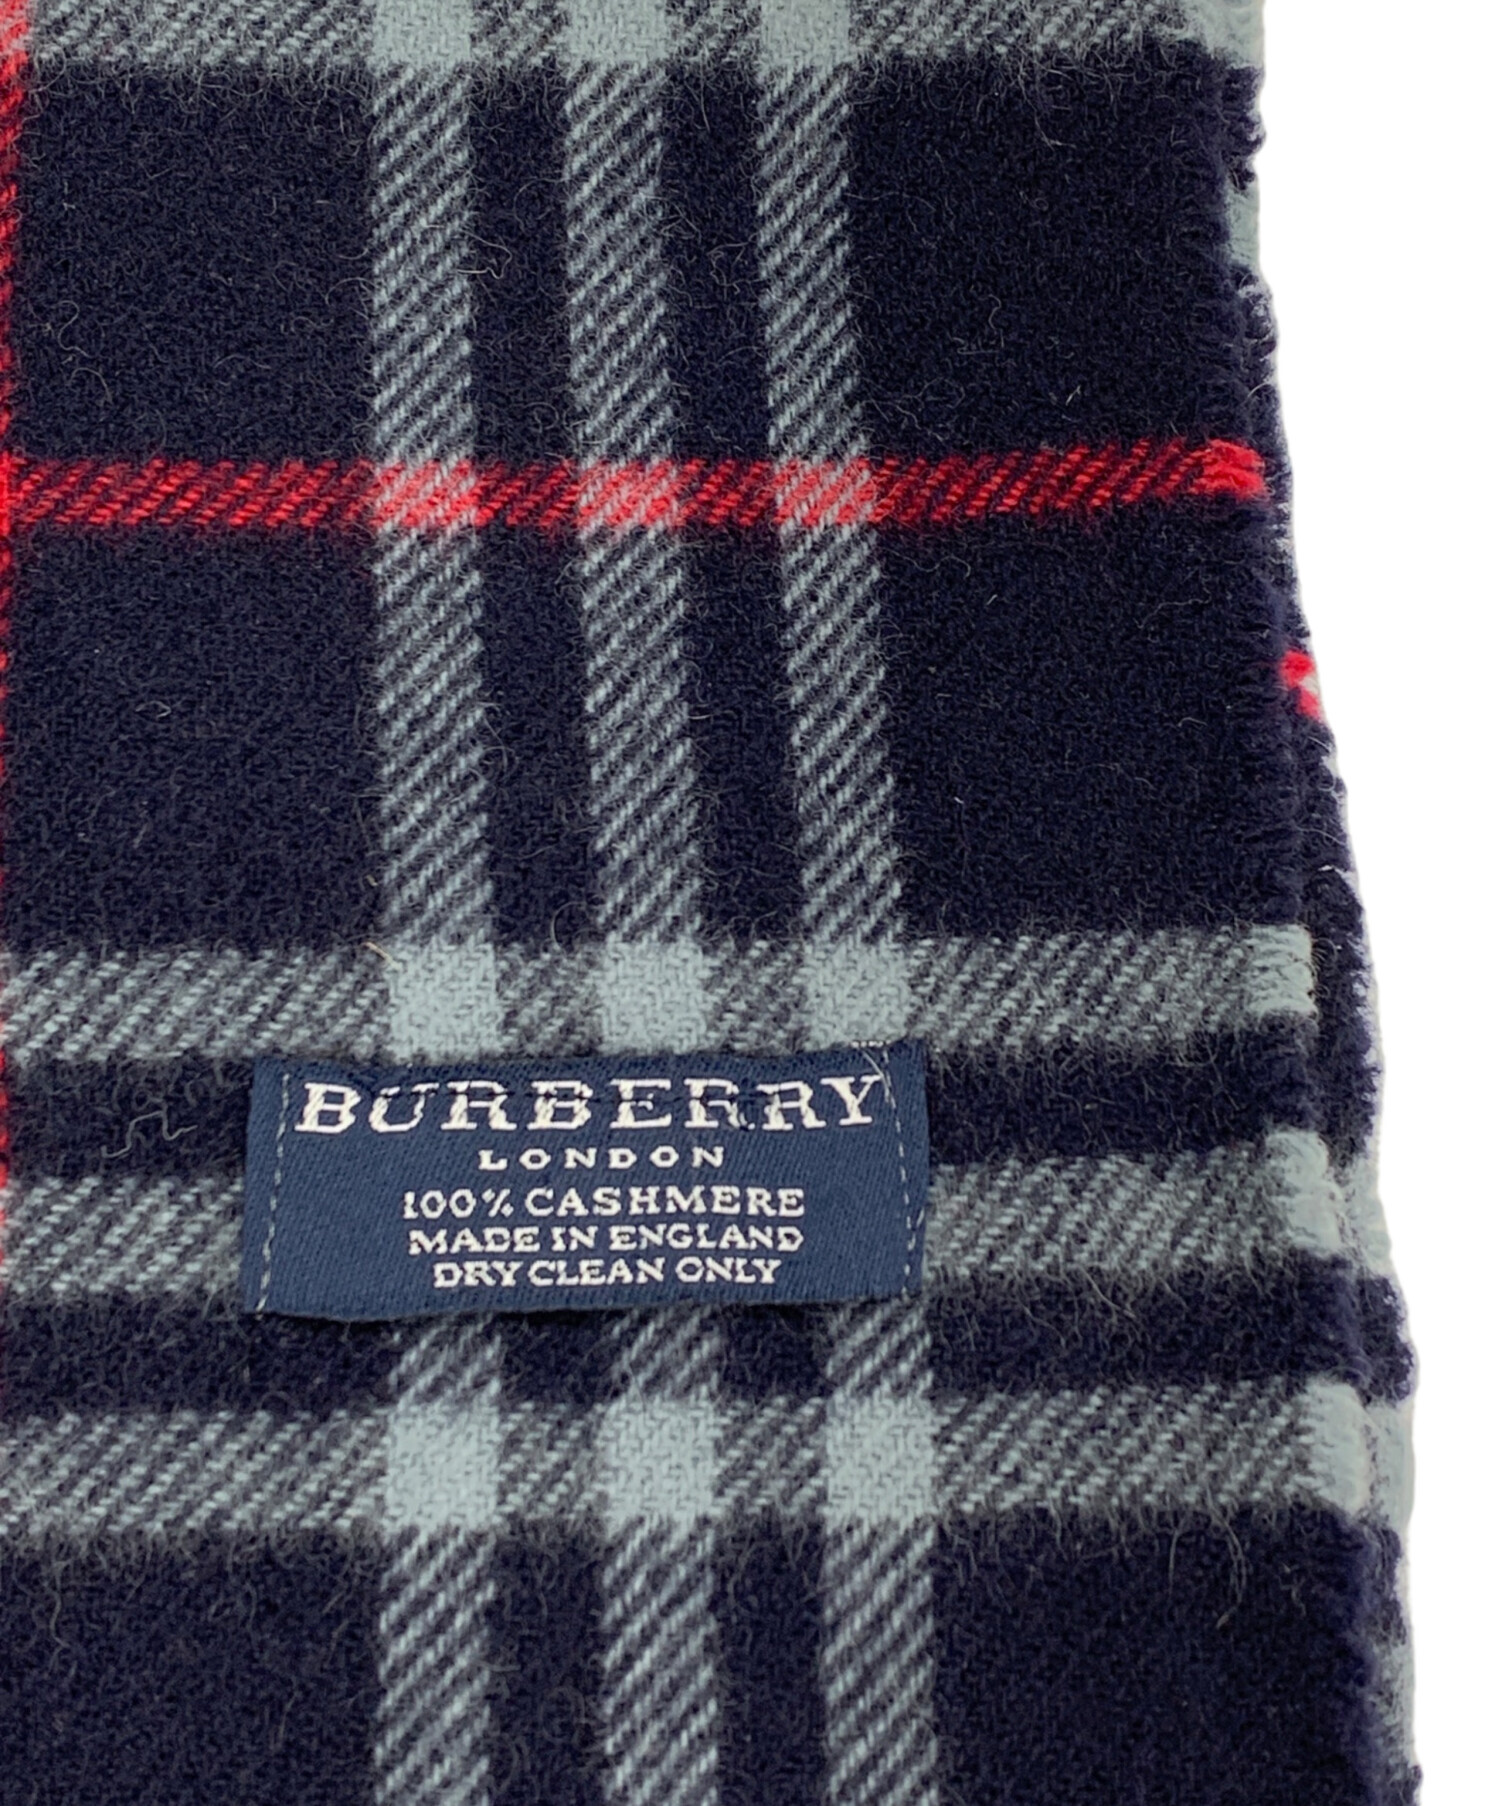 BURBERRY
LONDON
100% CASHMERE
MADE IN ENGLAND
DRY CLEAN ONLY